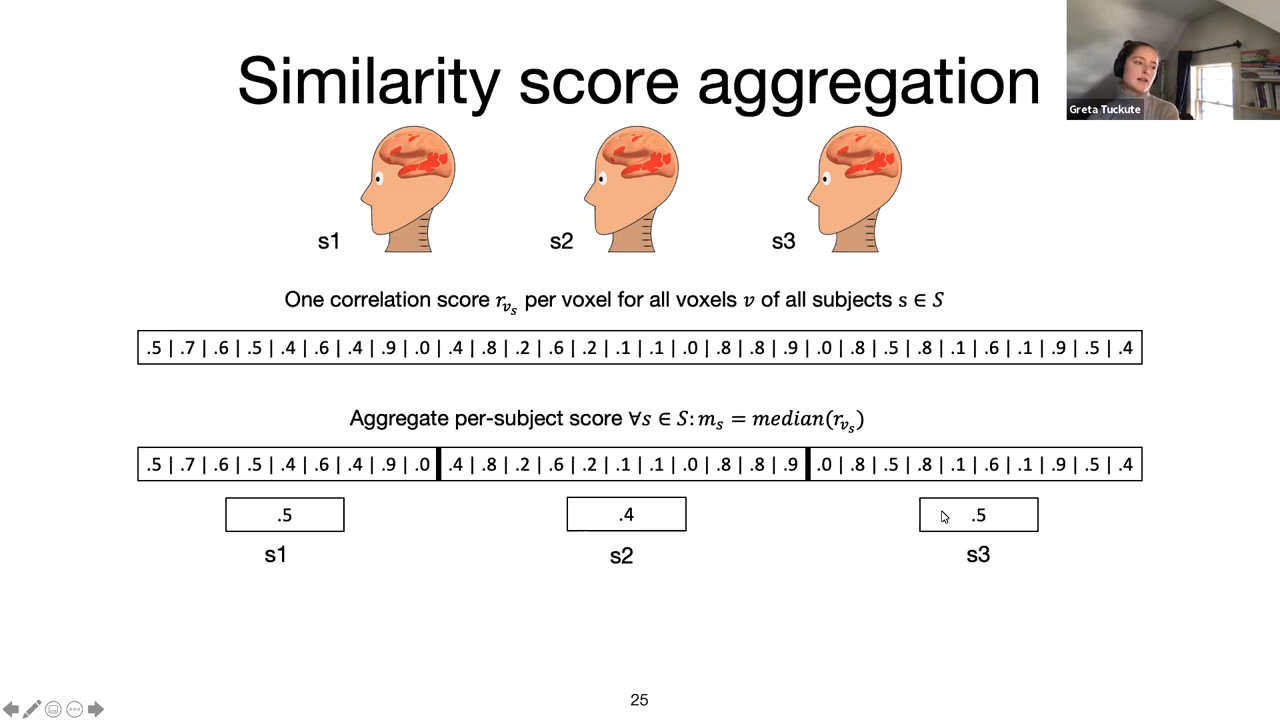 Similarity score aggregation
Greta Tuckute
s1 s2 s3
One correlation score r_{v_s} per voxel for all voxels v of all subjects s ∈ S
.5 | .7 | .6 | .5 | .4 | .6 | .4 | .9 | .0 | .4 | .8 | .2 | .6 | .2 | .1 | .1 | .0 | .8 | .8 | .9 | .0 | .8 | .5 | .8 | .1 | .6 | .1 | .9 | .5 | .4
Aggregate per-subject score ∀s ∈ S: m_s = median(r_{v_s})
.5 | .7 | .6 | .5 | .4 | .6 | .4 | .9 | .0 | .4 | .8 | .2 | .6 | .2 | .1 | .1 | .0 | .8 | .8 | .9 | .0 | .8 | .5 | .8 | .1 | .6 | .1 | .9 | .5 | .4
.5 .4 .5
s1 s2 s3
25